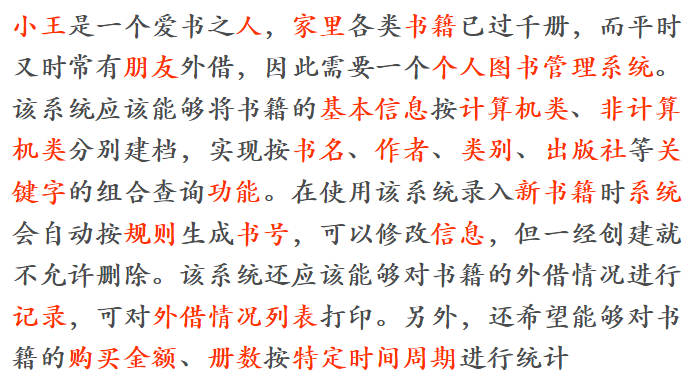 小王是一个爱书之人，家里各类书籍已过千册，而平时
又时常有朋友外借，因此需要一个个人图书管理系统。
该系统应该能够将书籍的基本信息按计算机类、非计算
机类分别建档，实现按书名、作者、类别、出版社等关
键字的组合查询功能。在使用该系统录入新书籍时系统
会自动按规则生成书号，可以修改信息，但一经创建就
不允许删除。该系统还应该能够对书籍的外借情况进行
记录，可对外借情况列表打印。另外，还希望能够对书
籍的购买金额、册数按特定时间周期进行统计